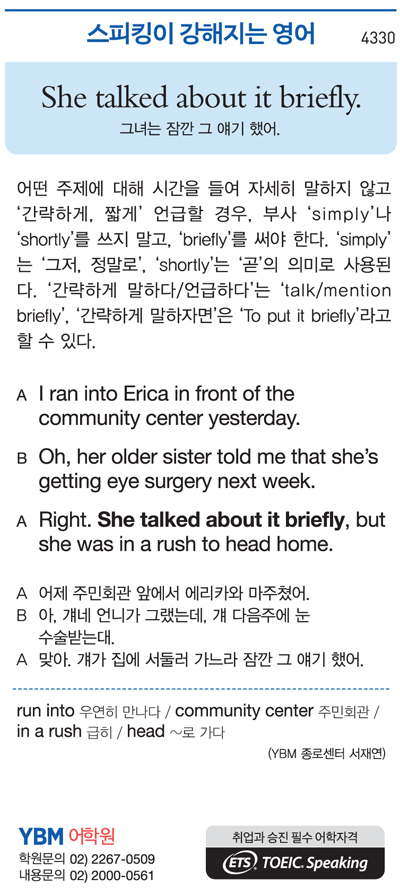 스피킹이 강해지는 영어
4330
She talked about it briefly.
그녀는 잠깐 그 얘기 했어.
어떤 주제에 대해 시간을 들여 자세히 말하지 않고
‘간략하게, 짧게’ 언급할 경우, 부사 ‘simply’나
‘shortly’를 쓰지 말고, ‘briefly’를 써야 한다. ‘simply’
는 ‘그저, 정말로’, ‘shortly’는 ‘곧’의 의미로 사용된
다. ‘간략하게 말하다/언급하다’는 ‘talk/mention
briefly’, ‘간략하게 말하자면’은 ‘To put it briefly’라고
할 수 있다.
A I ran into Erica in front of the
community center yesterday.
B Oh, her older sister told me that she’s
getting eye surgery next week.
A Right. She talked about it briefly, but
she was in a rush to head home.
A 어제 주민회관 앞에서 에리카와 마주쳤어.
B 아, 걔네 언니가 그랬는데, 걔 다음주에 눈
수술받는대.
A 맞아. 걔가 집에 서둘러 가느라 잠깐 그 얘기 했어.
run into 우연히 만나다 / community center 주민회관 /
in a rush 급히 / head ～로 가다
(YBM 종로센터 서재연)
YBM 어학원
학원문의 02) 2267-0509
내용문의 02) 2000-0561
취업과 승진 필수 어학자격
ETS TOEIC. Speaking